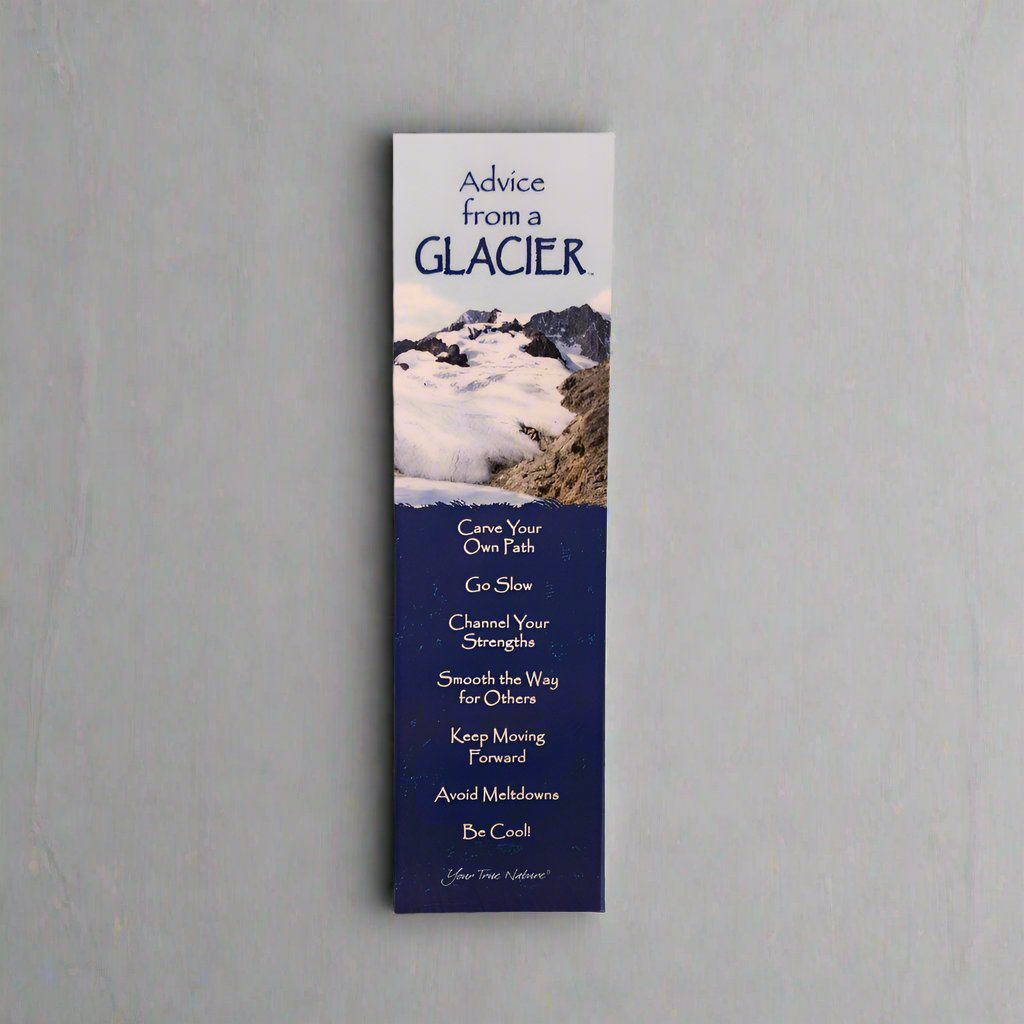 Advice
from a
GLACIER™
Carve Your
Own Path
Go Slow
Channel Your
Strengths
Smooth the Way
for Others
Keep Moving
Forward
Avoid Meltdowns
Be Cool!
Your True Nature®